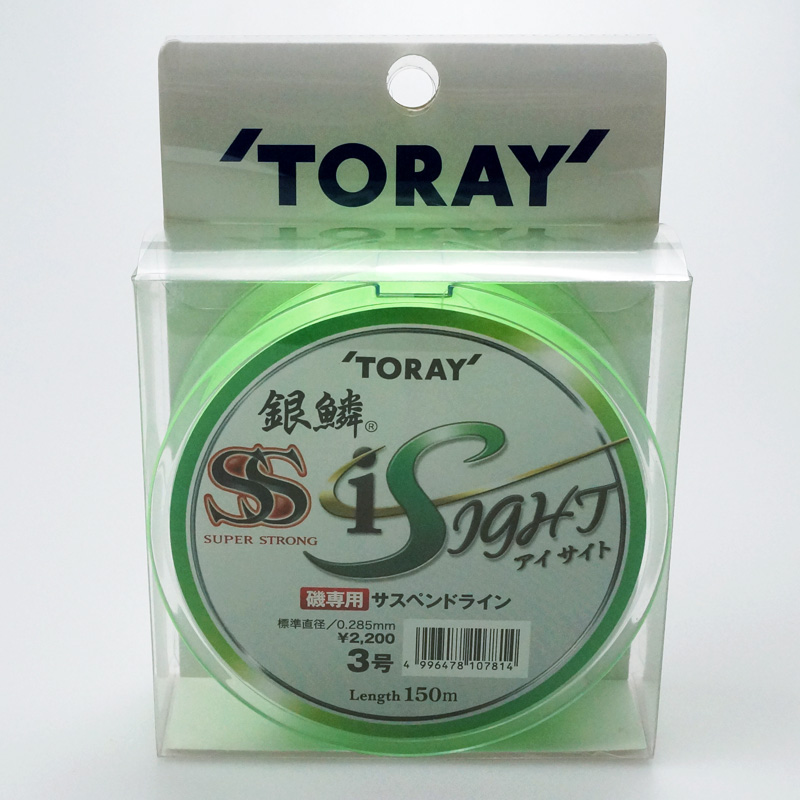 'TORAY'
'TORAY'
銀鱗®
SS
SUPER STRONG
iSIGHT
アイサイト
磯専用 サスペンドライン
標準直径/0.285mm
¥2,200
3号
4 996478 107814
Length 150m